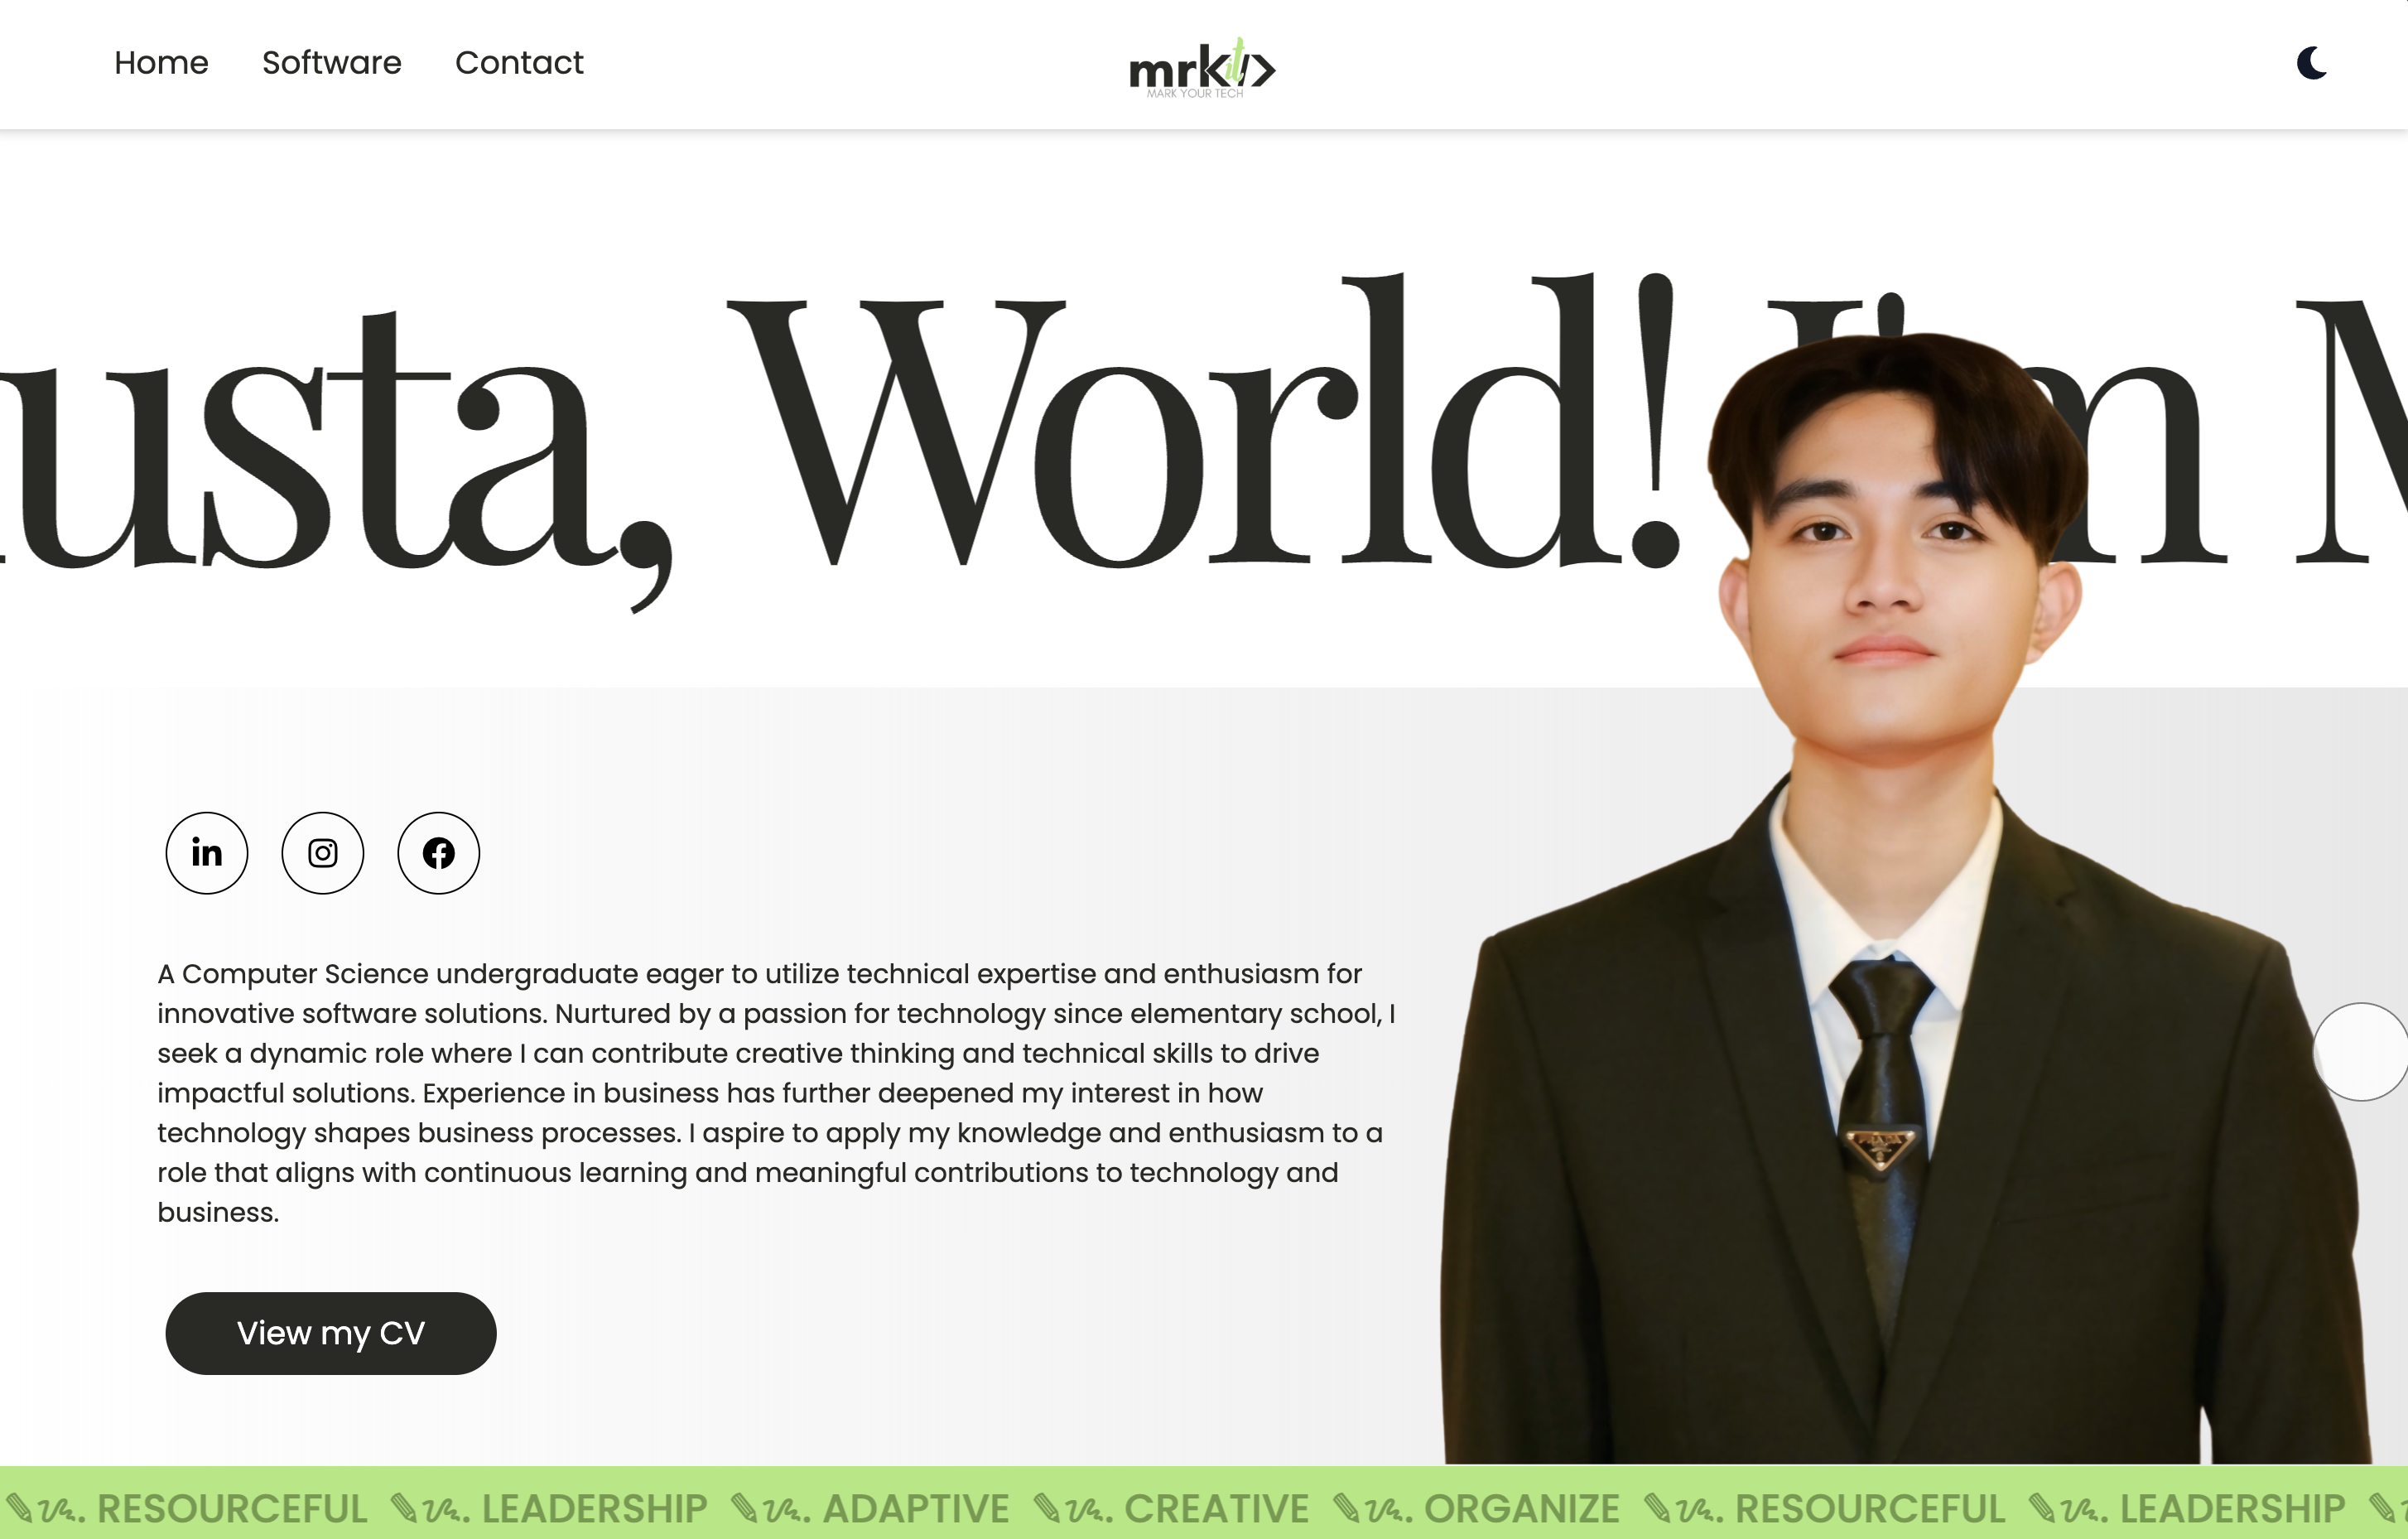 Home Software Contact
mrk<it/>
MARK YOUR TECH
usta, World! I'm M
in
A Computer Science undergraduate eager to utilize technical expertise and enthusiasm for
innovative software solutions. Nurtured by a passion for technology since elementary school, I
seek a dynamic role where I can contribute creative thinking and technical skills to drive
impactful solutions. Experience in business has further deepened my interest in how
technology shapes business processes. I aspire to apply my knowledge and enthusiasm to a
role that aligns with continuous learning and meaningful contributions to technology and
business.
PRADA
View my CV
RESOURCEFUL LEADERSHIP ADAPTIVE CREATIVE ORGANIZE RESOURCEFUL LEADERSHIP